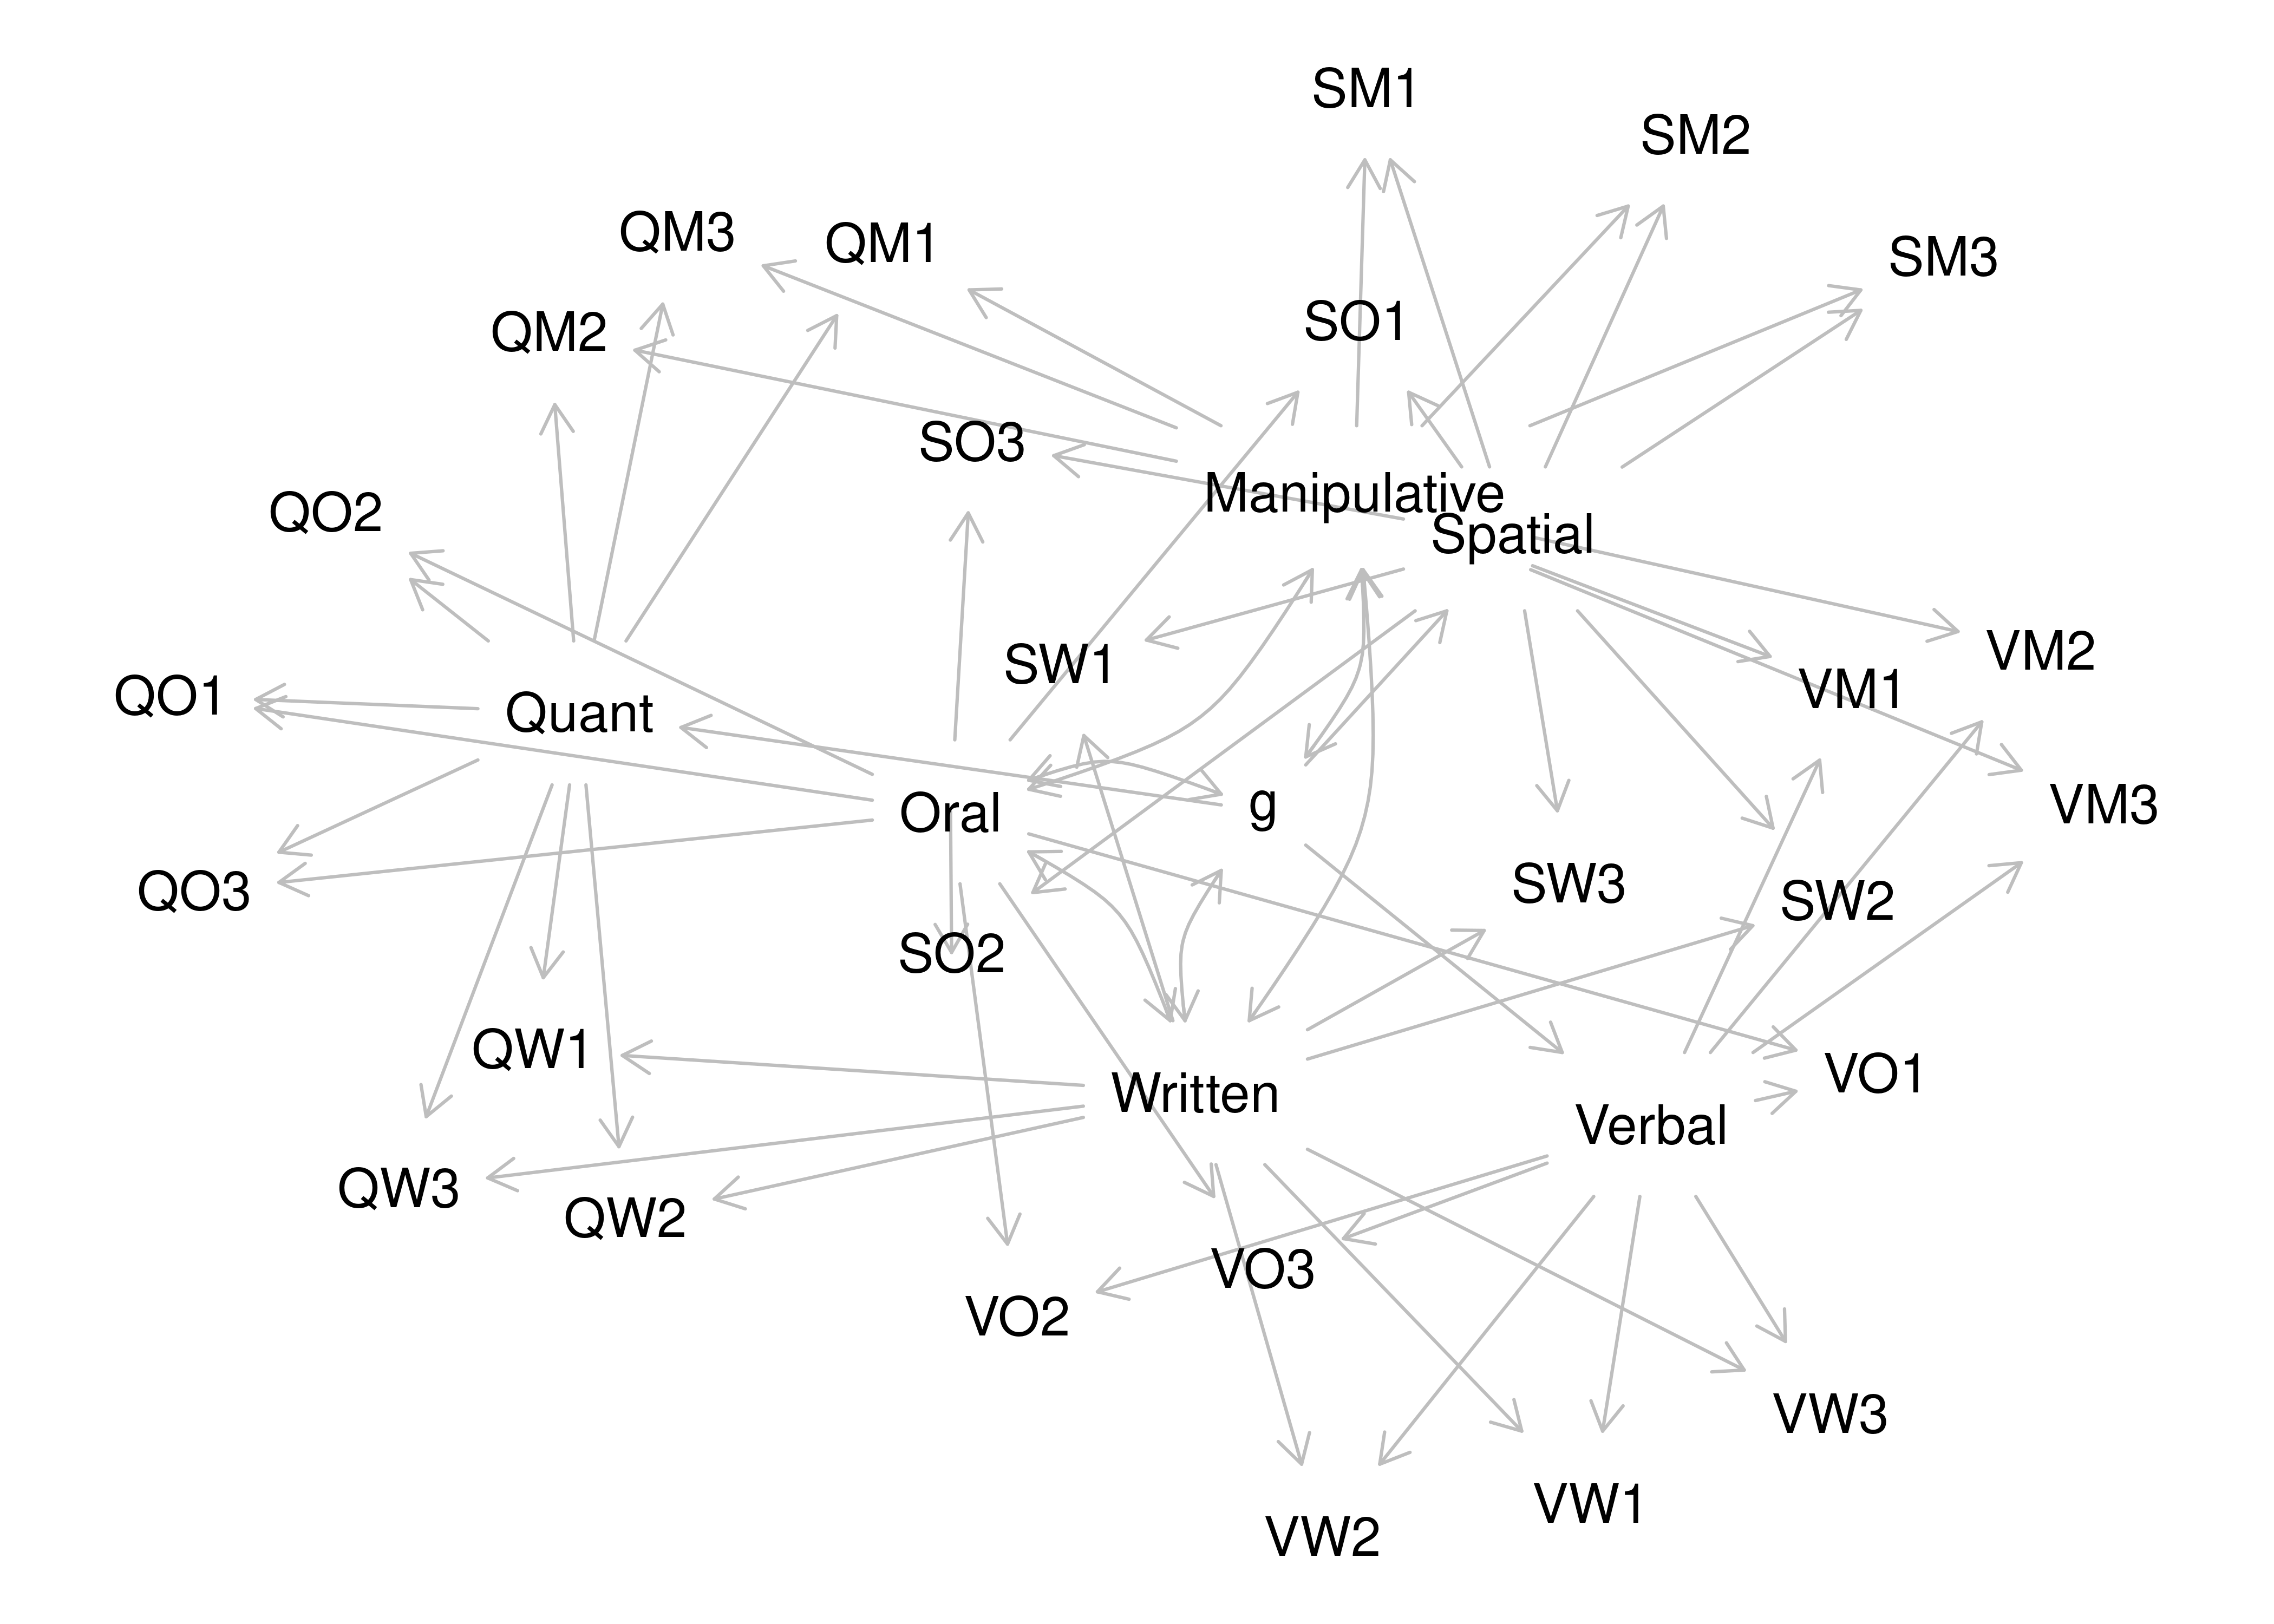 SM1
SM2
QM3
QM1
SM3
SO1
QM2
SO3
Manipulative
QO2
Spatial
VM2
SW1
VM1
QO1
Quant
VM3
g
Oral
SW3
QO3
SW2
SO2
QW1
VO1
Written
Verbal
QW3
QW2
VO3
VO2
VW3
VW1
VW2